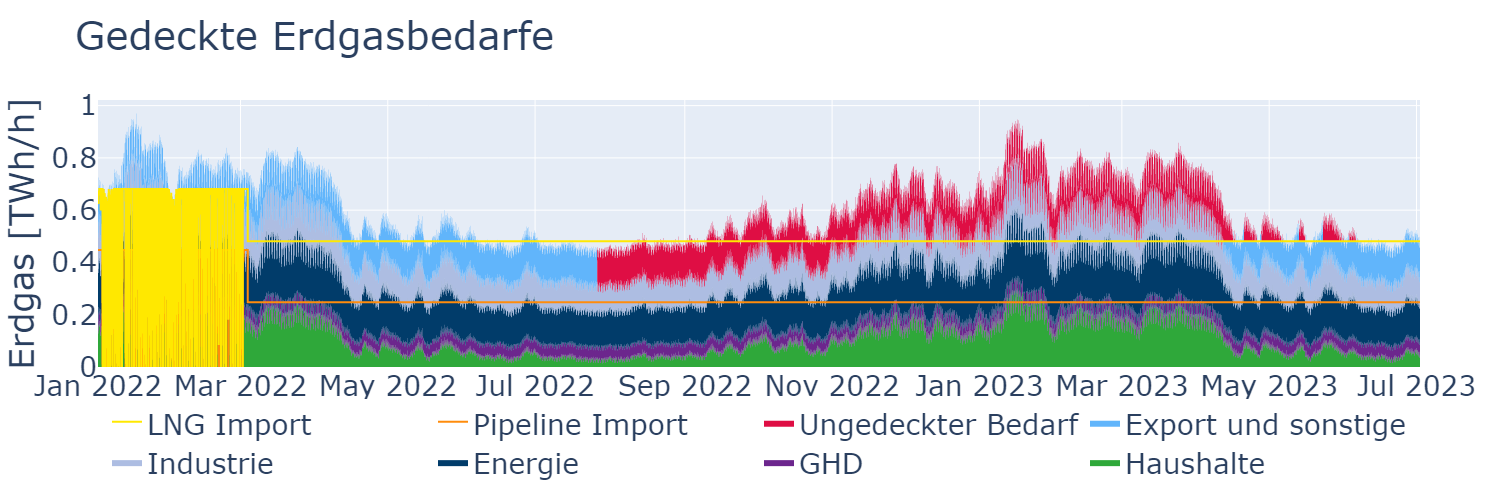 Gedeckte Erdgasbedarfe
Erdgas [TWh/h]
1
0.8
0.6
0.4
0.2
0
Jan 2022 Mar 2022 May 2022 Jul 2022 Sep 2022 Nov 2022 Jan 2023 Mar 2023 May 2023 Jul 2023
LNG Import Pipeline Import Ungedeckter Bedarf Export und sonstige
Industrie Energie GHD Haushalte